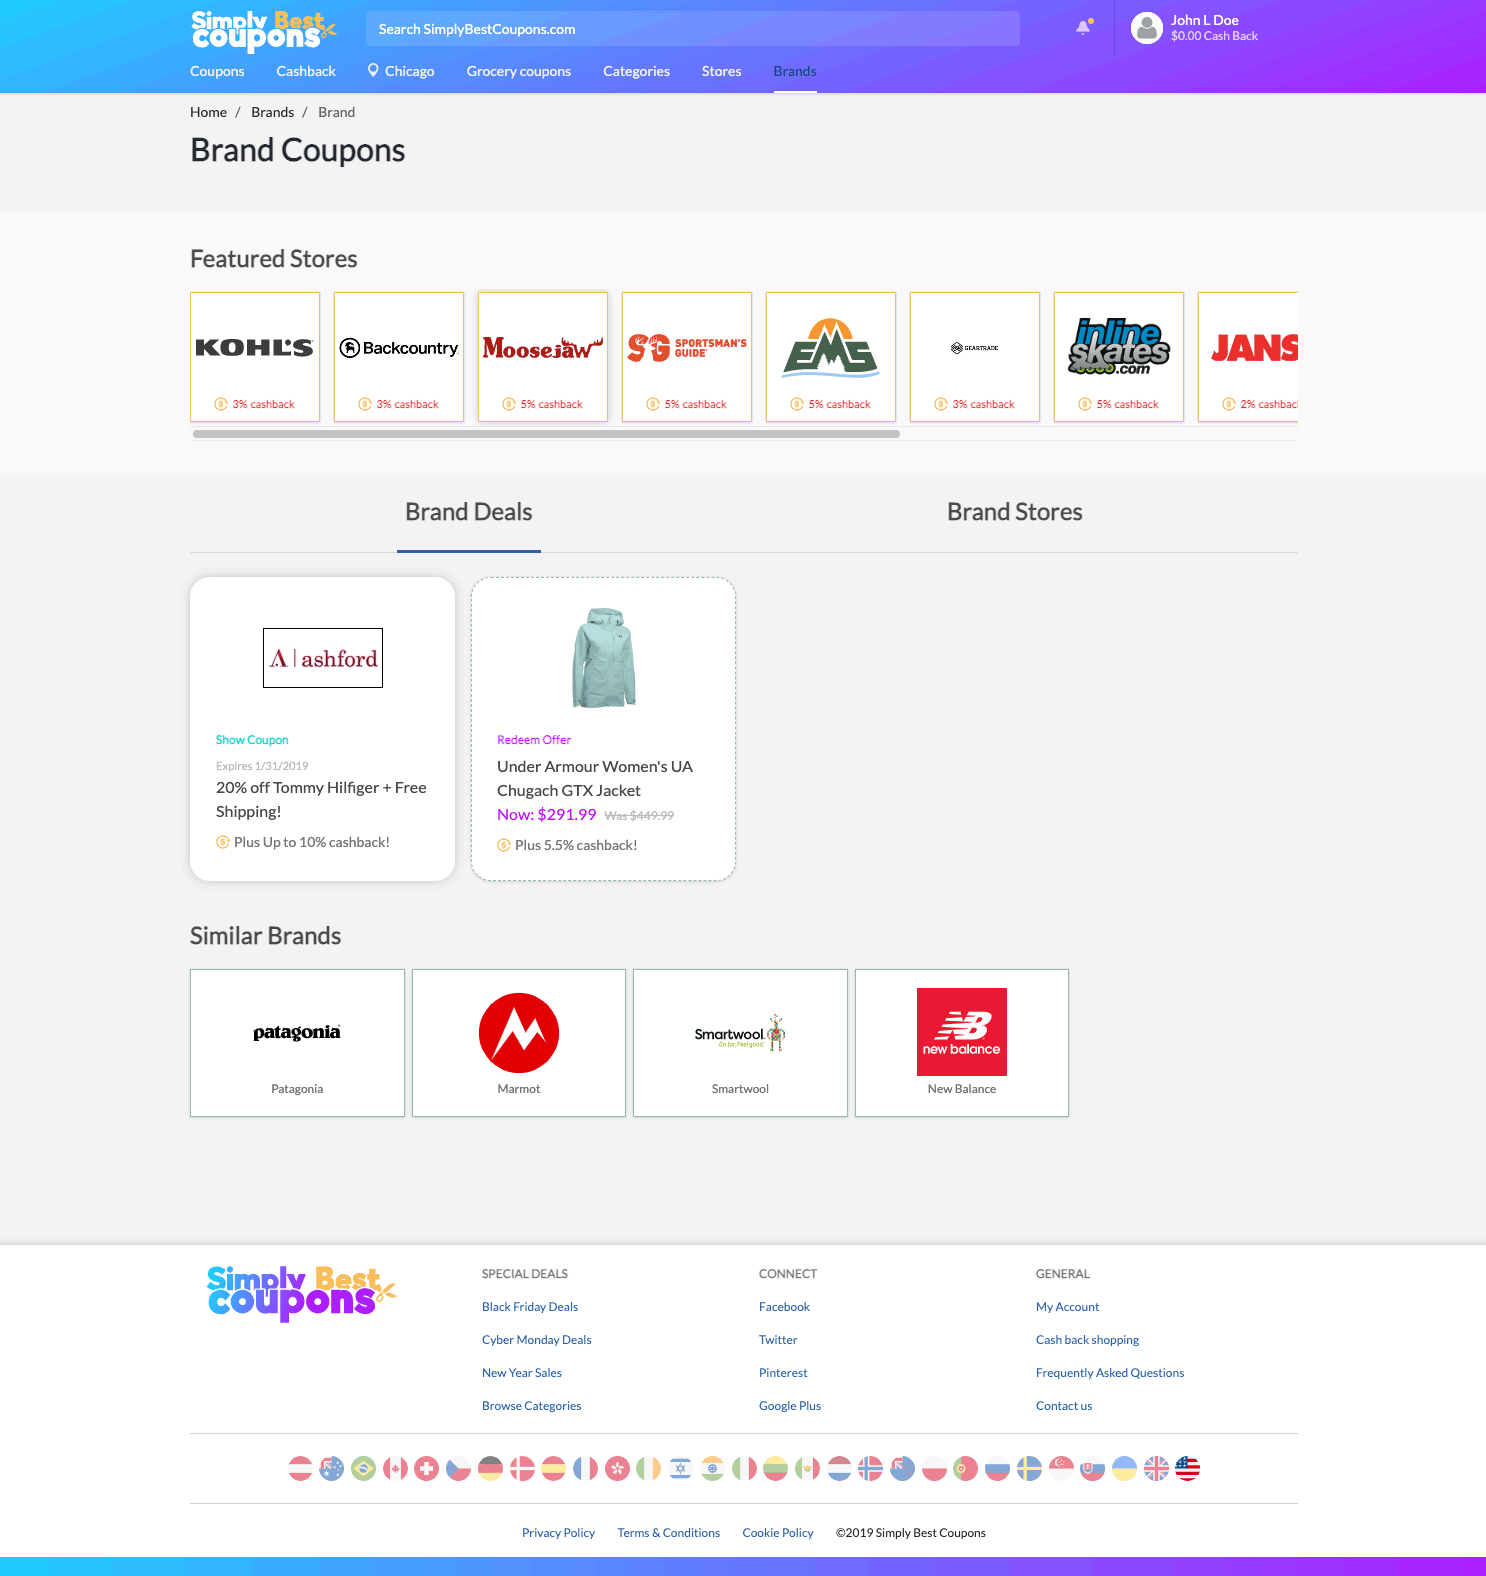 Simply Best
coupons
Search SimplyBestCoupons.com
John L Doe
$0.00 Cash Back
Coupons Cashback Chicago Grocery coupons Categories Stores Brands
Home / Brands / Brand
Brand Coupons
Featured Stores
KOHL'S Backcountry Moosejaw SG SPORTSMAN'S GUIDE EMS GEARTRADE inline skates .com JANS
3% cashback 3% cashback 5% cashback 5% cashback 5% cashback 3% cashback 5% cashback 2% cashback
Brand Deals Brand Stores
A | ashford
Show Coupon
Expires 1/31/2019
20% off Tommy Hilfiger + Free
Shipping!
Plus Up to 10% cashback!
Redeem Offer
Under Armour Women's UA
Chugach GTX Jacket
Now: $291.99 Was $449.99
Plus 5.5% cashback!
Similar Brands
patagonia
Patagonia
Marmot
Smartwool
Go far. Feel good.
Smartwool
NB
new balance
New Balance
Simply Best
coupons
SPECIAL DEALS
Black Friday Deals
Cyber Monday Deals
New Year Sales
Browse Categories
CONNECT
Facebook
Twitter
Pinterest
Google Plus
GENERAL
My Account
Cash back shopping
Frequently Asked Questions
Contact us
Privacy Policy Terms & Conditions Cookie Policy ©2019 Simply Best Coupons